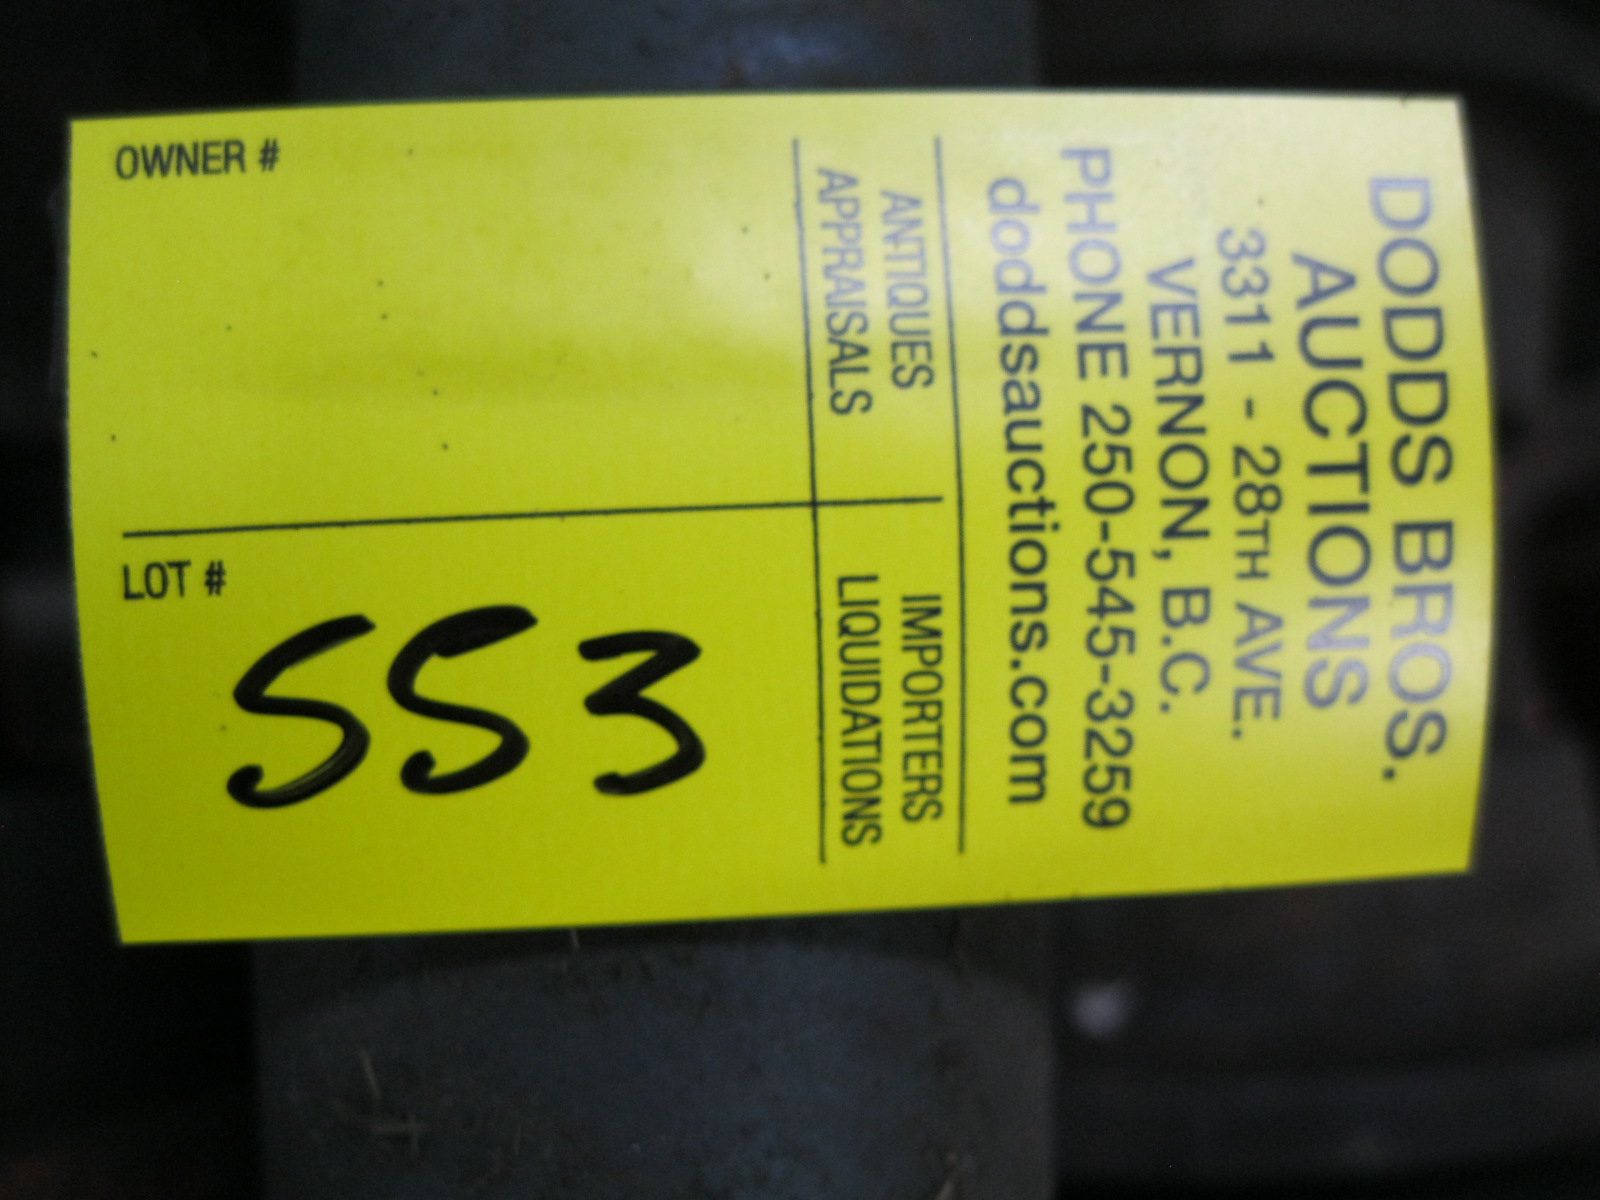 DODDS BROS.
AUCTIONS
3311 - 28TH AVE.
VERNON, B.C.
PHONE 250-545-3259
doddsauctions.com
ANTIQUES
APPRAISALS
IMPORTERS
LIQUIDATIONS
OWNER #
LOT #
553